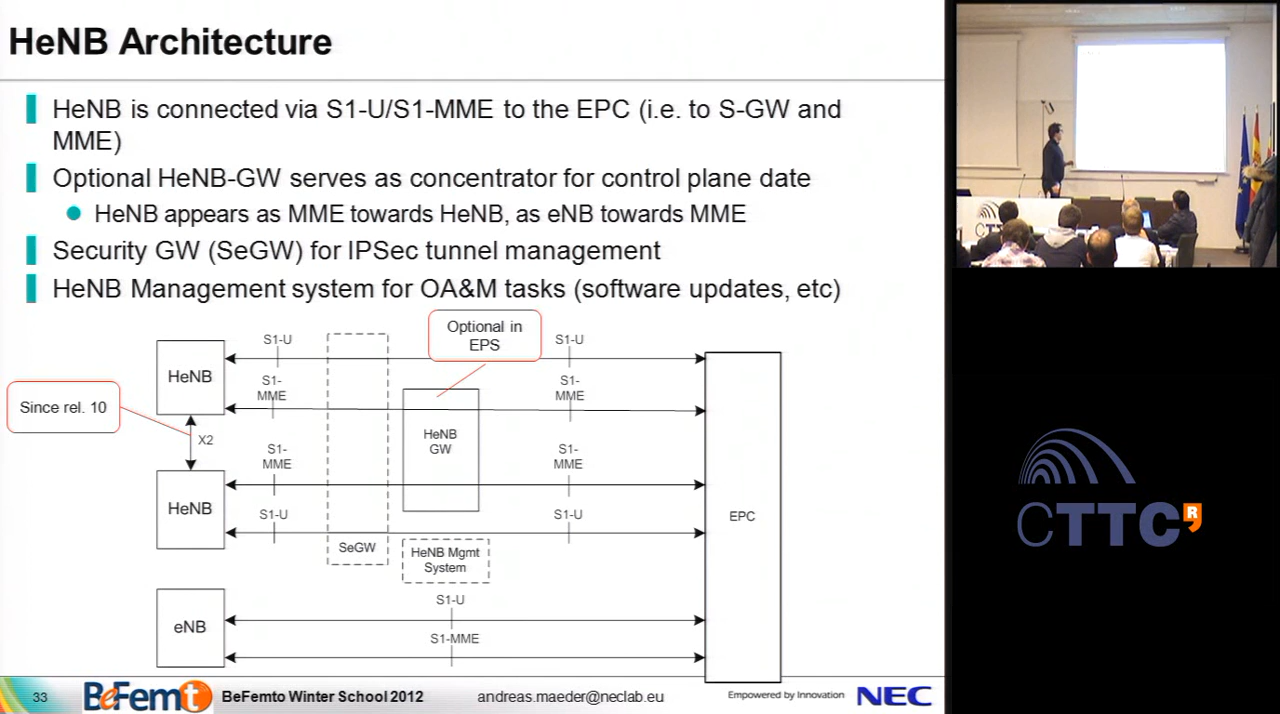 HeNB Architecture
HeNB is connected via S1-U/S1-MME to the EPC (i.e. to S-GW and
MME)
Optional HeNB-GW serves as concentrator for control plane date
HeNB appears as MME towards HeNB, as eNB towards MME
Security GW (SeGW) for IPSec tunnel management
HeNB Management system for OA&M tasks (software updates, etc)
Optional in
EPS
S1-U
S1-U
HeNB
S1-
MME
S1-
MME
Since rel. 10
X2
HeNB
GW
S1-
MME
S1-
MME
HeNB
S1-U
S1-U
EPC
SeGW
HeNB Mgmt
System
S1-U
eNB
S1-MME
33
BeFemto
BeFemto Winter School 2012
andreas.maeder@neclab.eu
Empowered by Innovation
NEC
CTTC
CTTCR